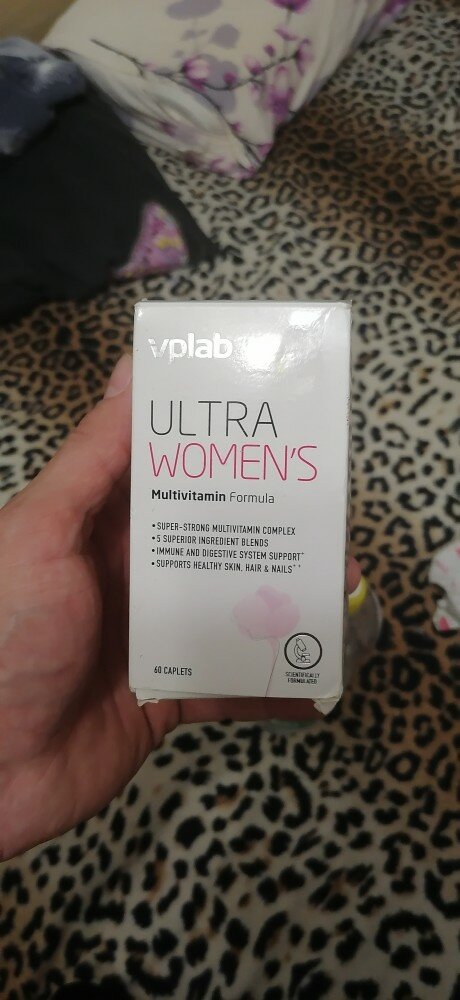 vplab
ULTRA
WOMEN'S
Multivitamin Formula
• SUPER-STRONG MULTIVITAMIN COMPLEX
• 5 SUPERIOR INGREDIENT BLENDS
• IMMUNE AND DIGESTIVE SYSTEM SUPPORT⁺
• SUPPORTS HEALTHY SKIN, HAIR & NAILS⁺⁺
60 CAPLETS
SCIENTIFICALLY
FORMULATED